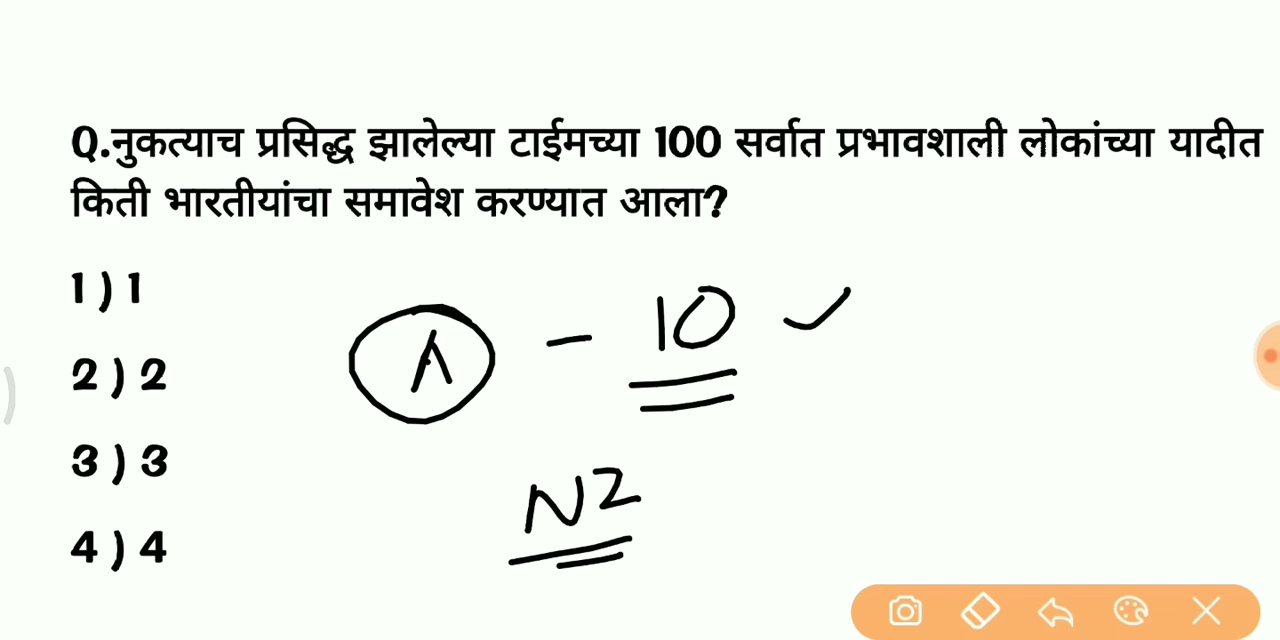 Q.नुकत्याच प्रसिद्ध झालेल्या टाईमच्या 100 सर्वात प्रभावशाली लोकांच्या यादीत
किती भारतीयांचा समावेश करण्यात आला?
1) 1
2) 2
3) 3
4) 4
A - 10 ✓
NZ